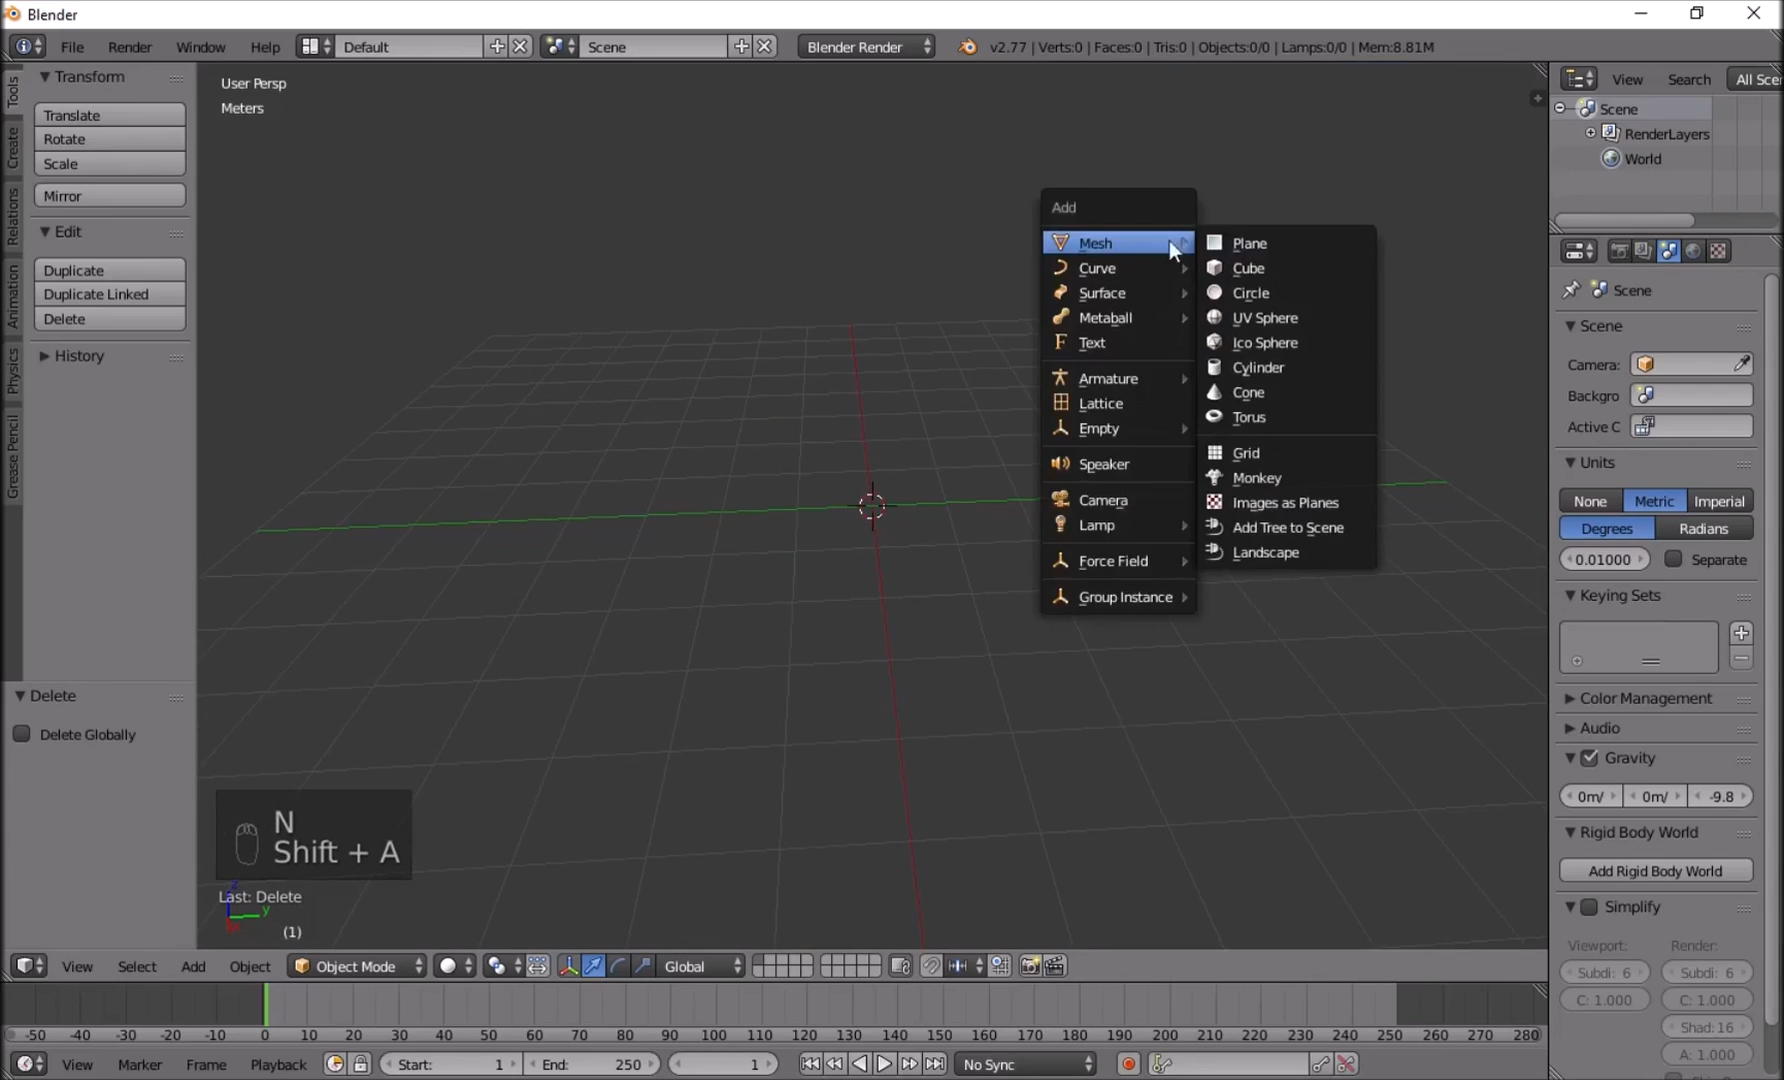 Blender
File Render Window Help Default Scene Blender Render v2.77 | Verts:0 | Faces:0 | Tris:0 | Objects:0/0 | Lamps:0/0 | Mem:8.81M
Tools
Create
Relations
Animation
Physics
Grease Pencil
Transform
Translate
Rotate
Scale
Mirror
Edit
Duplicate
Duplicate Linked
Delete
History
Delete
Delete Globally
User Persp
Meters
Add
Mesh
Curve
Surface
Metaball
Text
Armature
Lattice
Empty
Speaker
Camera
Lamp
Force Field
Group Instance
Plane
Cube
Circle
UV Sphere
Ico Sphere
Cylinder
Cone
Torus
Grid
Monkey
Images as Planes
Add Tree to Scene
Landscape
N
Shift + A
Last: Delete
z
y
(1)
View Search All Sce
Scene
RenderLayers
World
Scene
Scene
Camera:
Backgro
Active C
Units
None Metric Imperial
Degrees Radians
0.01000 Separate
Keying Sets
Color Management
Audio
Gravity
0m/ 0m/ -9.8
Rigid Body World
Add Rigid Body World
Simplify
Viewport: Render:
Subdi: 6 Subdi: 6
C: 1.000 C: 1.000
Shad: 16
A: 1.000
View Select Add Object Object Mode Global
-50 -40 -30 -20 -10 0 10 20 30 40 50 60 70 80 90 100 110 120 130 140 150 160 170 180 190 200 210 220 230 240 250 260 270 280
View Marker Frame Playback Start: 1 End: 250 1 No Sync